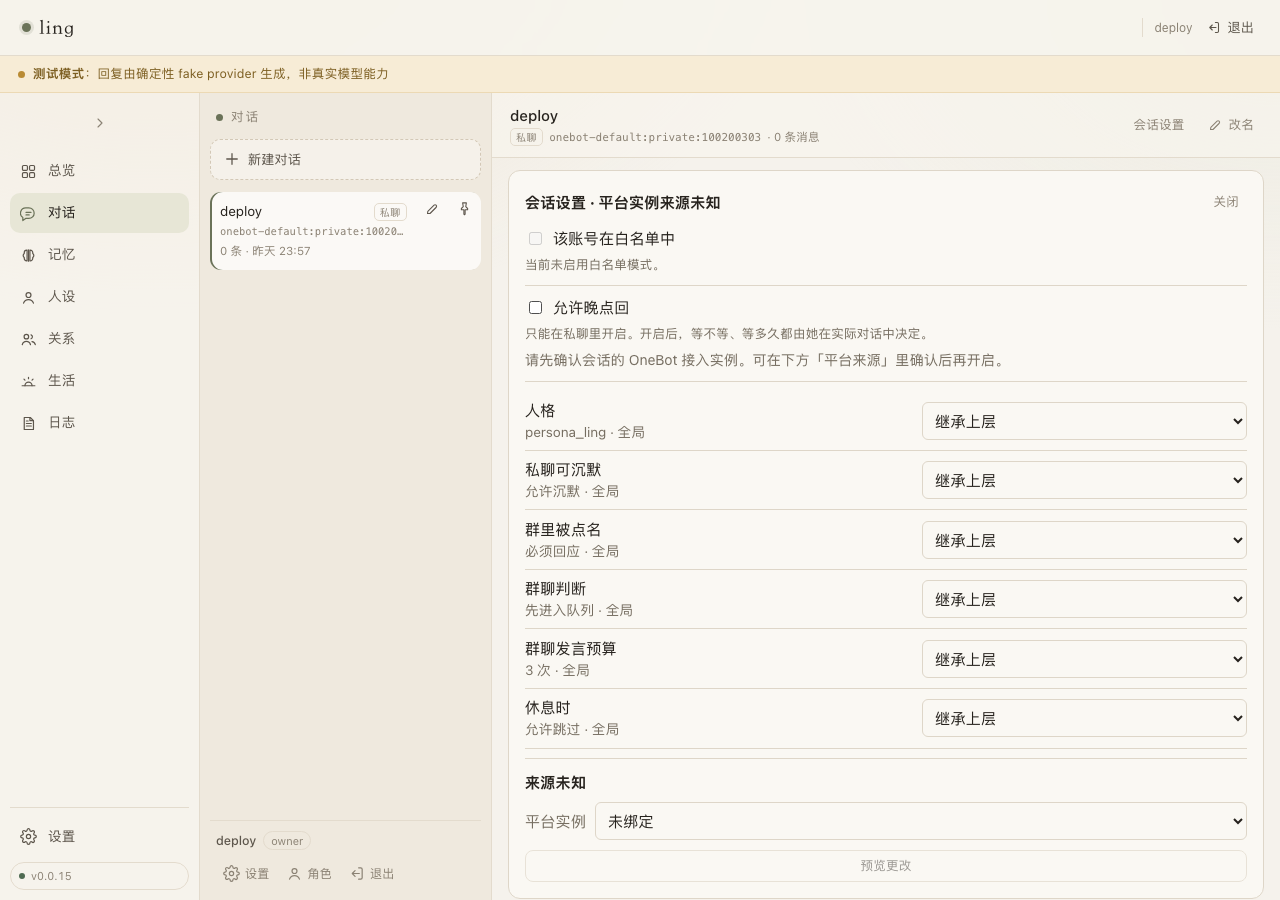 ling
deploy
退出
测试模式：回复由确定性 fake provider 生成，非真实模型能力
总览
对话
记忆
人设
关系
生活
日志
设置
v0.0.15
对话
新建对话
deploy 私聊
onebot-default:private:10020…
0 条 · 昨天 23:57
deploy owner
设置 角色 退出
deploy
私聊 onebot-default:private:100200303 · 0 条消息
会话设置 改名
会话设置 · 平台实例来源未知 关闭
该账号在白名单中
当前未启用白名单模式。
允许晚点回
只能在私聊里开启。开启后，等不等、等多久都由她在实际对话中决定。
请先确认会话的 OneBot 接入实例。可在下方「平台来源」里确认后再开启。
人格
persona_ling · 全局
继承上层
私聊可沉默
允许沉默 · 全局
继承上层
群里被点名
必须回应 · 全局
继承上层
群聊判断
先进入队列 · 全局
继承上层
群聊发言预算
3 次 · 全局
继承上层
休息时
允许跳过 · 全局
继承上层
来源未知
平台实例 未绑定
预览更改